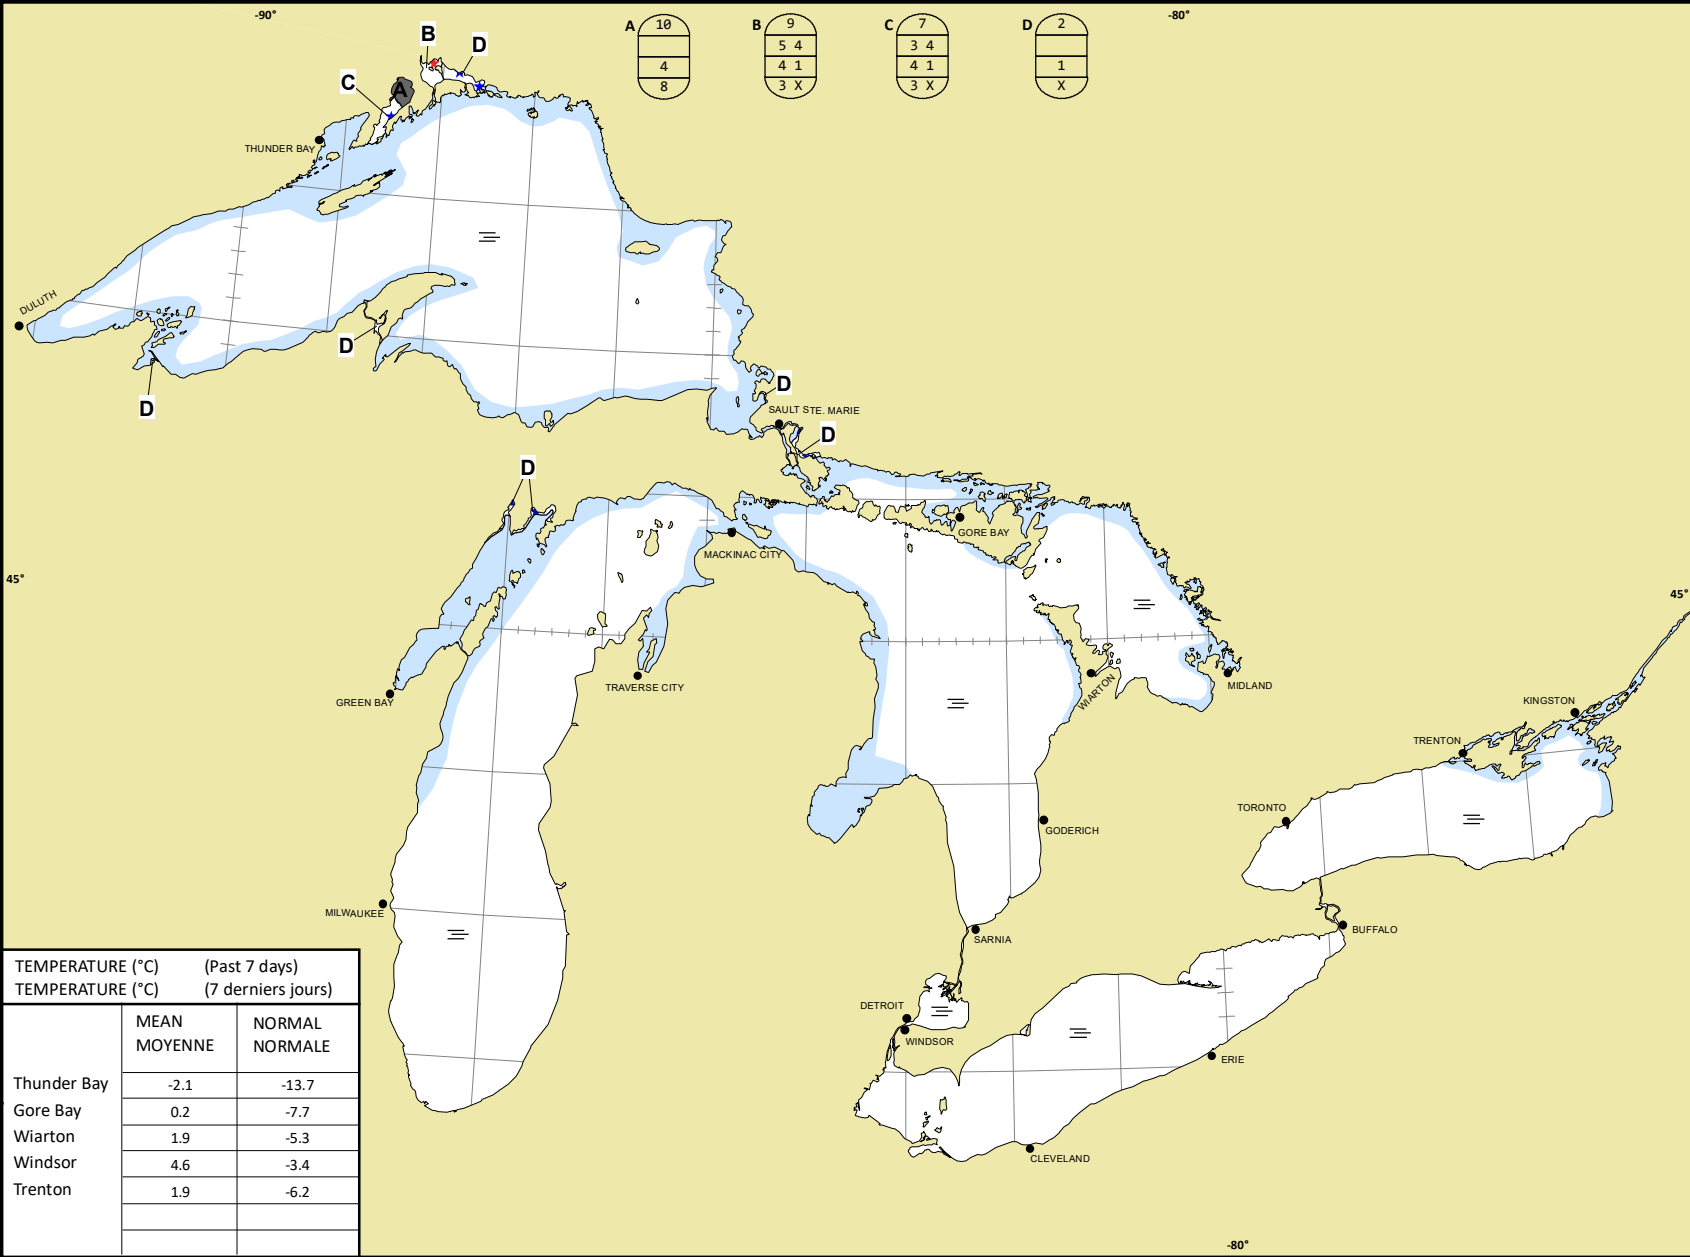 -90°
-80°
A
10
4
8
B
9
5 4
4 1
3 X
C
7
3 4
4 1
3 X
D
2
1
X
B
D
C
A
THUNDER BAY
DULUTH
D
D
D
SAULT STE. MARIE
D
D
GORE BAY
MACKINAC CITY
45°
45°
GREEN BAY
TRAVERSE CITY
WIARTON
MIDLAND
KINGSTON
TRENTON
TORONTO
GODERICH
MILWAUKEE
SARNIA
BUFFALO
DETROIT
WINDSOR
ERIE
CLEVELAND
-80°
TEMPERATURE (°C) (Past 7 days)
TEMPERATURE (°C) (7 derniers jours)
MEAN NORMAL
MOYENNE NORMALE
Thunder Bay -2.1 -13.7
Gore Bay 0.2 -7.7
Wiarton 1.9 -5.3
Windsor 4.6 -3.4
Trenton 1.9 -6.2